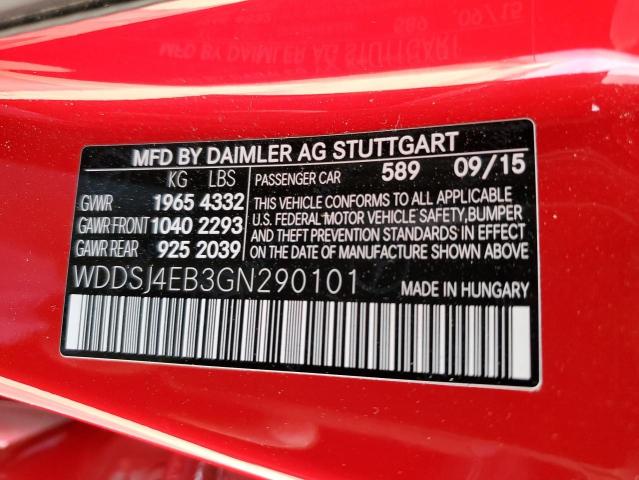 MFD BY DAIMLER AG STUTTGART
KG LBS
GVWR 1965 4332
GAWR FRONT 1040 2293
GAWR REAR 925 2039
PASSENGER CAR 589 09/15
THIS VEHICLE CONFORMS TO ALL APPLICABLE
U.S. FEDERAL MOTOR VEHICLE SAFETY,BUMPER
AND THEFT PREVENTION STANDARDS IN EFFECT
ON THE DATE OF MANUFACTURE SHOWN ABOVE.
WDDSJ4EB3GN290101 MADE IN HUNGARY